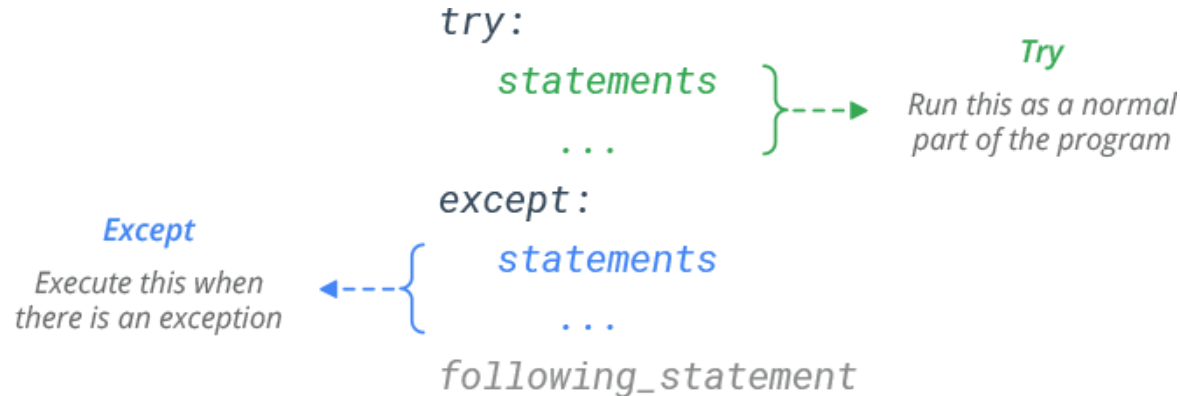 try:
statements
...
Try
Run this as a normal
part of the program
except:
Except
Execute this when
there is an exception
statements
...
following_statement